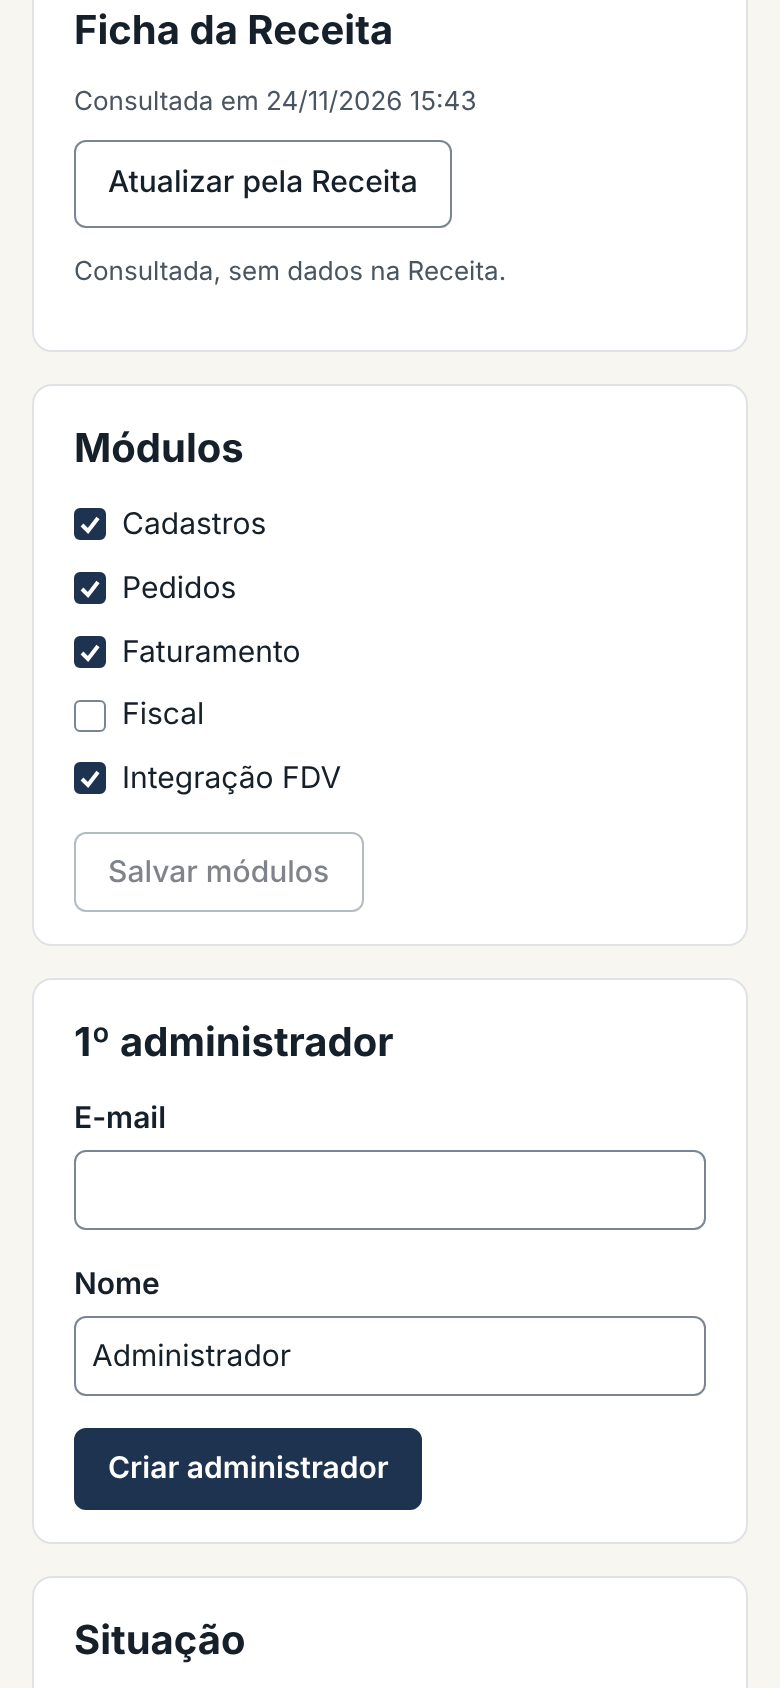 Ficha da Receita
Consultada em 24/11/2026 15:43
Atualizar pela Receita
Consultada, sem dados na Receita.
Módulos
Cadastros
Pedidos
Faturamento
Fiscal
Integração FDV
Salvar módulos
1º administrador
E-mail
Nome
Administrador
Criar administrador
Situação